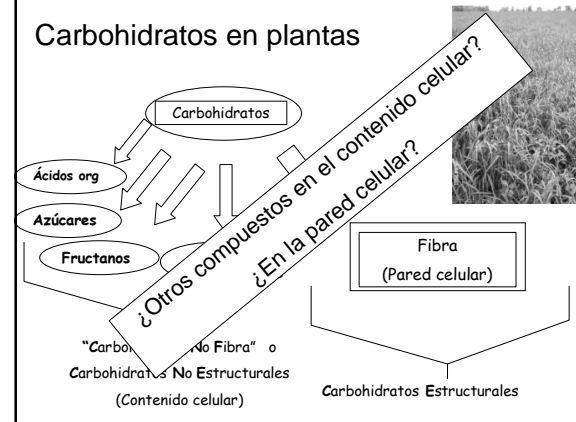 Carbohidratos en plantas
¿Otros compuestos en el contenido celular?
¿En la pared celular?
Carbohidratos
Ácidos org
Azúcares
Fructanos
Fibra
(Pared celular)
No Fibra" o
Carbohidratos No Estructurales
(Contenido celular)
Carbohidratos Estructurales